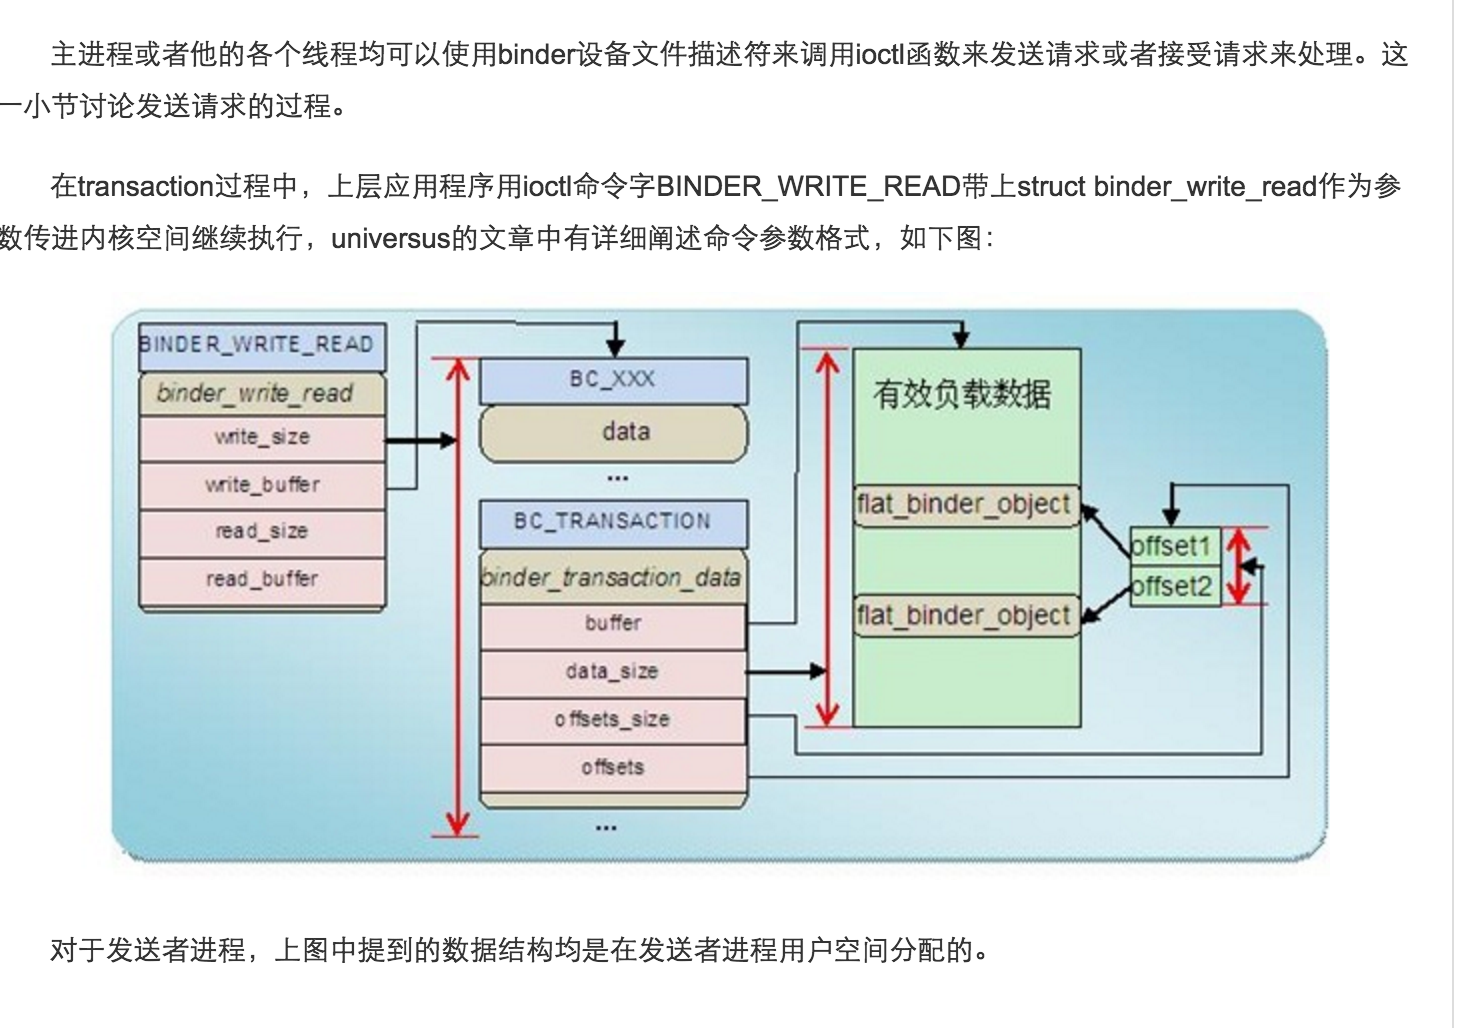 主进程或者他的各个线程均可以使用binder设备文件描述符来调用ioctl函数来发送请求或者接受请求来处理。这
一小节讨论发送请求的过程。
在transaction过程中，上层应用程序用ioctl命令字BINDER_WRITE_READ带上struct binder_write_read作为参
数传进内核空间继续执行，universus的文章中有详细阐述命令参数格式，如下图：
BINDER_WRITE_READ
binder_write_read
write_size
write_buffer
read_size
read_buffer
BC_XXX
data
...
BC_TRANSACTION
binder_transaction_data
buffer
data_size
offsets_size
offsets
...
有效负载数据
flat_binder_object
flat_binder_object
offset1
offset2
对于发送者进程，上图中提到的数据结构均是在发送者进程用户空间分配的。